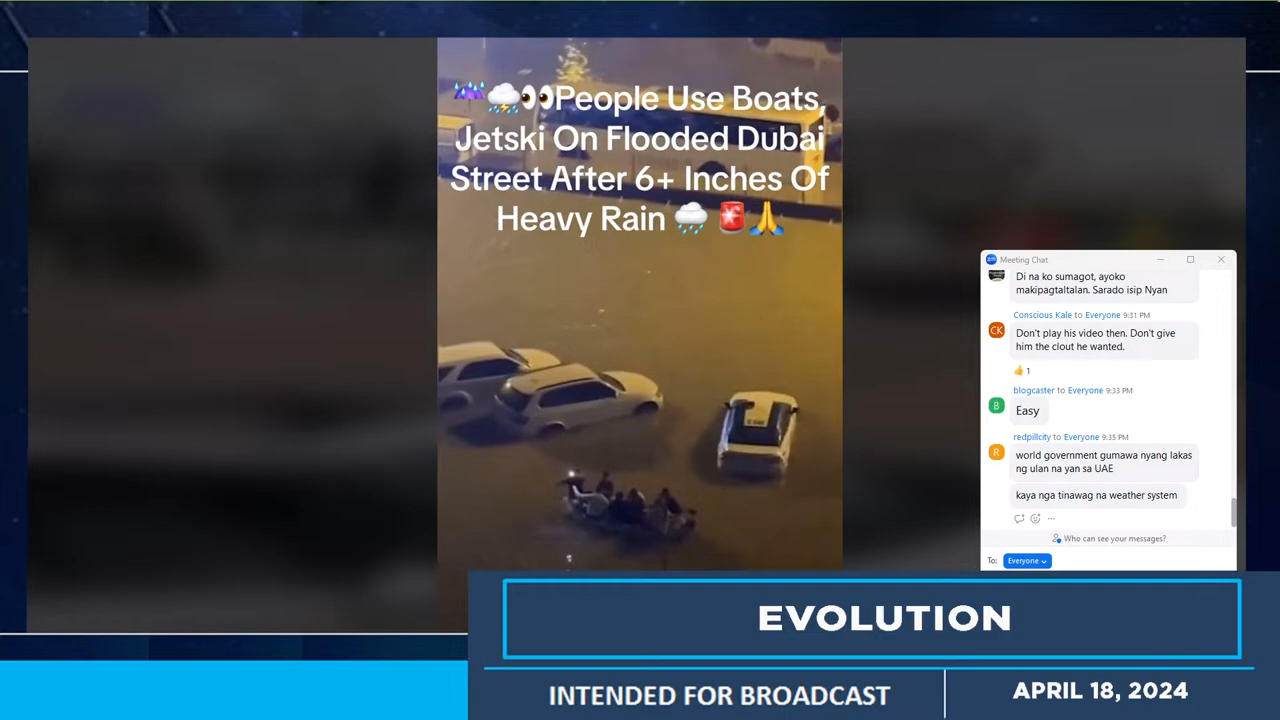 ☔⛈️👀People Use Boats,
Jetski On Flooded Dubai
Street After 6+ Inches Of
Heavy Rain 🌧️ 🚨🙏
Meeting Chat
Di na ko sumagot, ayoko
makipagtaltalan. Sarado isip Nyan
Conscious Kale to Everyone 9:31 PM
CK
Don't play his video then. Don't give
him the clout he wanted.
👍 1
blogcaster to Everyone 9:33 PM
B
Easy
redpillcity to Everyone 9:35 PM
R
world government gumawa nyang lakas
ng ulan na yan sa UAE
kaya nga tinawag na weather system
Who can see your messages?
To: Everyone
EVOLUTION
INTENDED FOR BROADCAST
APRIL 18, 2024